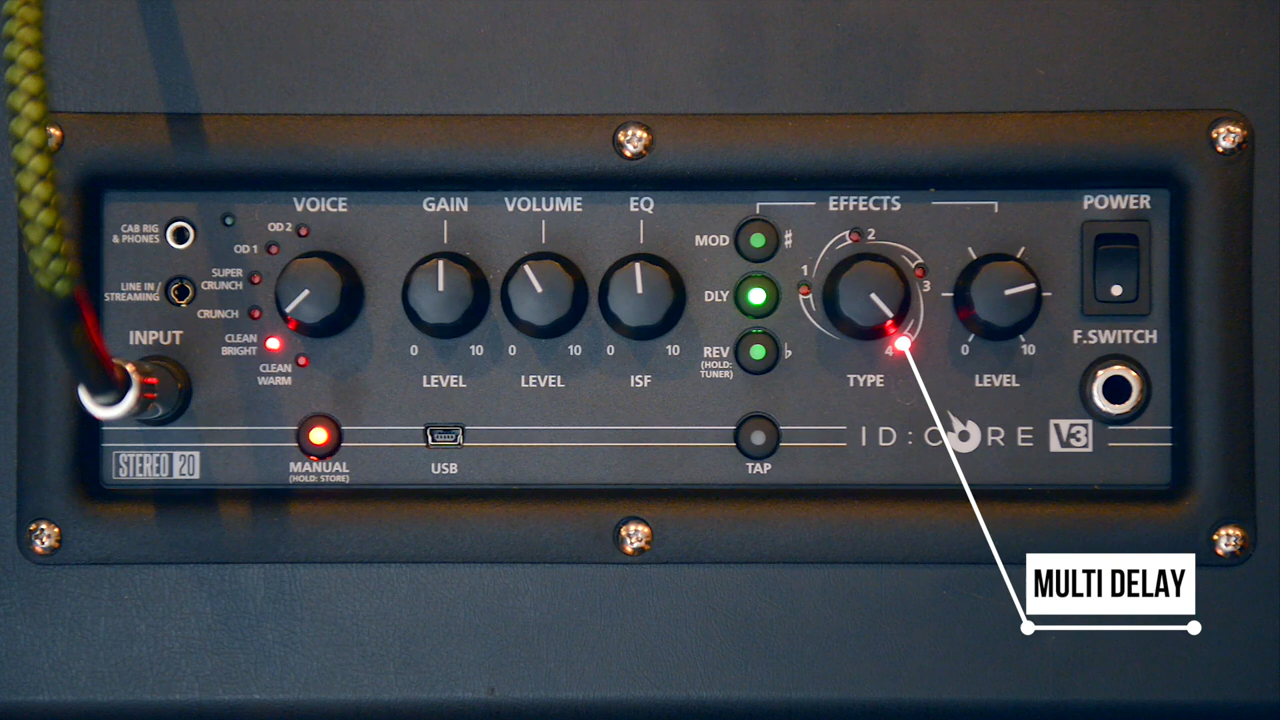 VOICE
GAIN
VOLUME
EQ
EFFECTS
POWER
CAB RIG
& PHONES
OD 2
OD 1
SUPER
CRUNCH
CRUNCH
CLEAN
BRIGHT
CLEAN
WARM
LINE IN/
STREAMING
INPUT
0 10
0 10
0 10
LEVEL
LEVEL
ISF
MOD ♯
DLY
REV ♭
(HOLD:
TUNER)
1
2
3
4
TYPE
0 10
LEVEL
F.SWITCH
STEREO 20
MANUAL
(HOLD: STORE)
USB
TAP
ID:CORE V3
MULTI DELAY